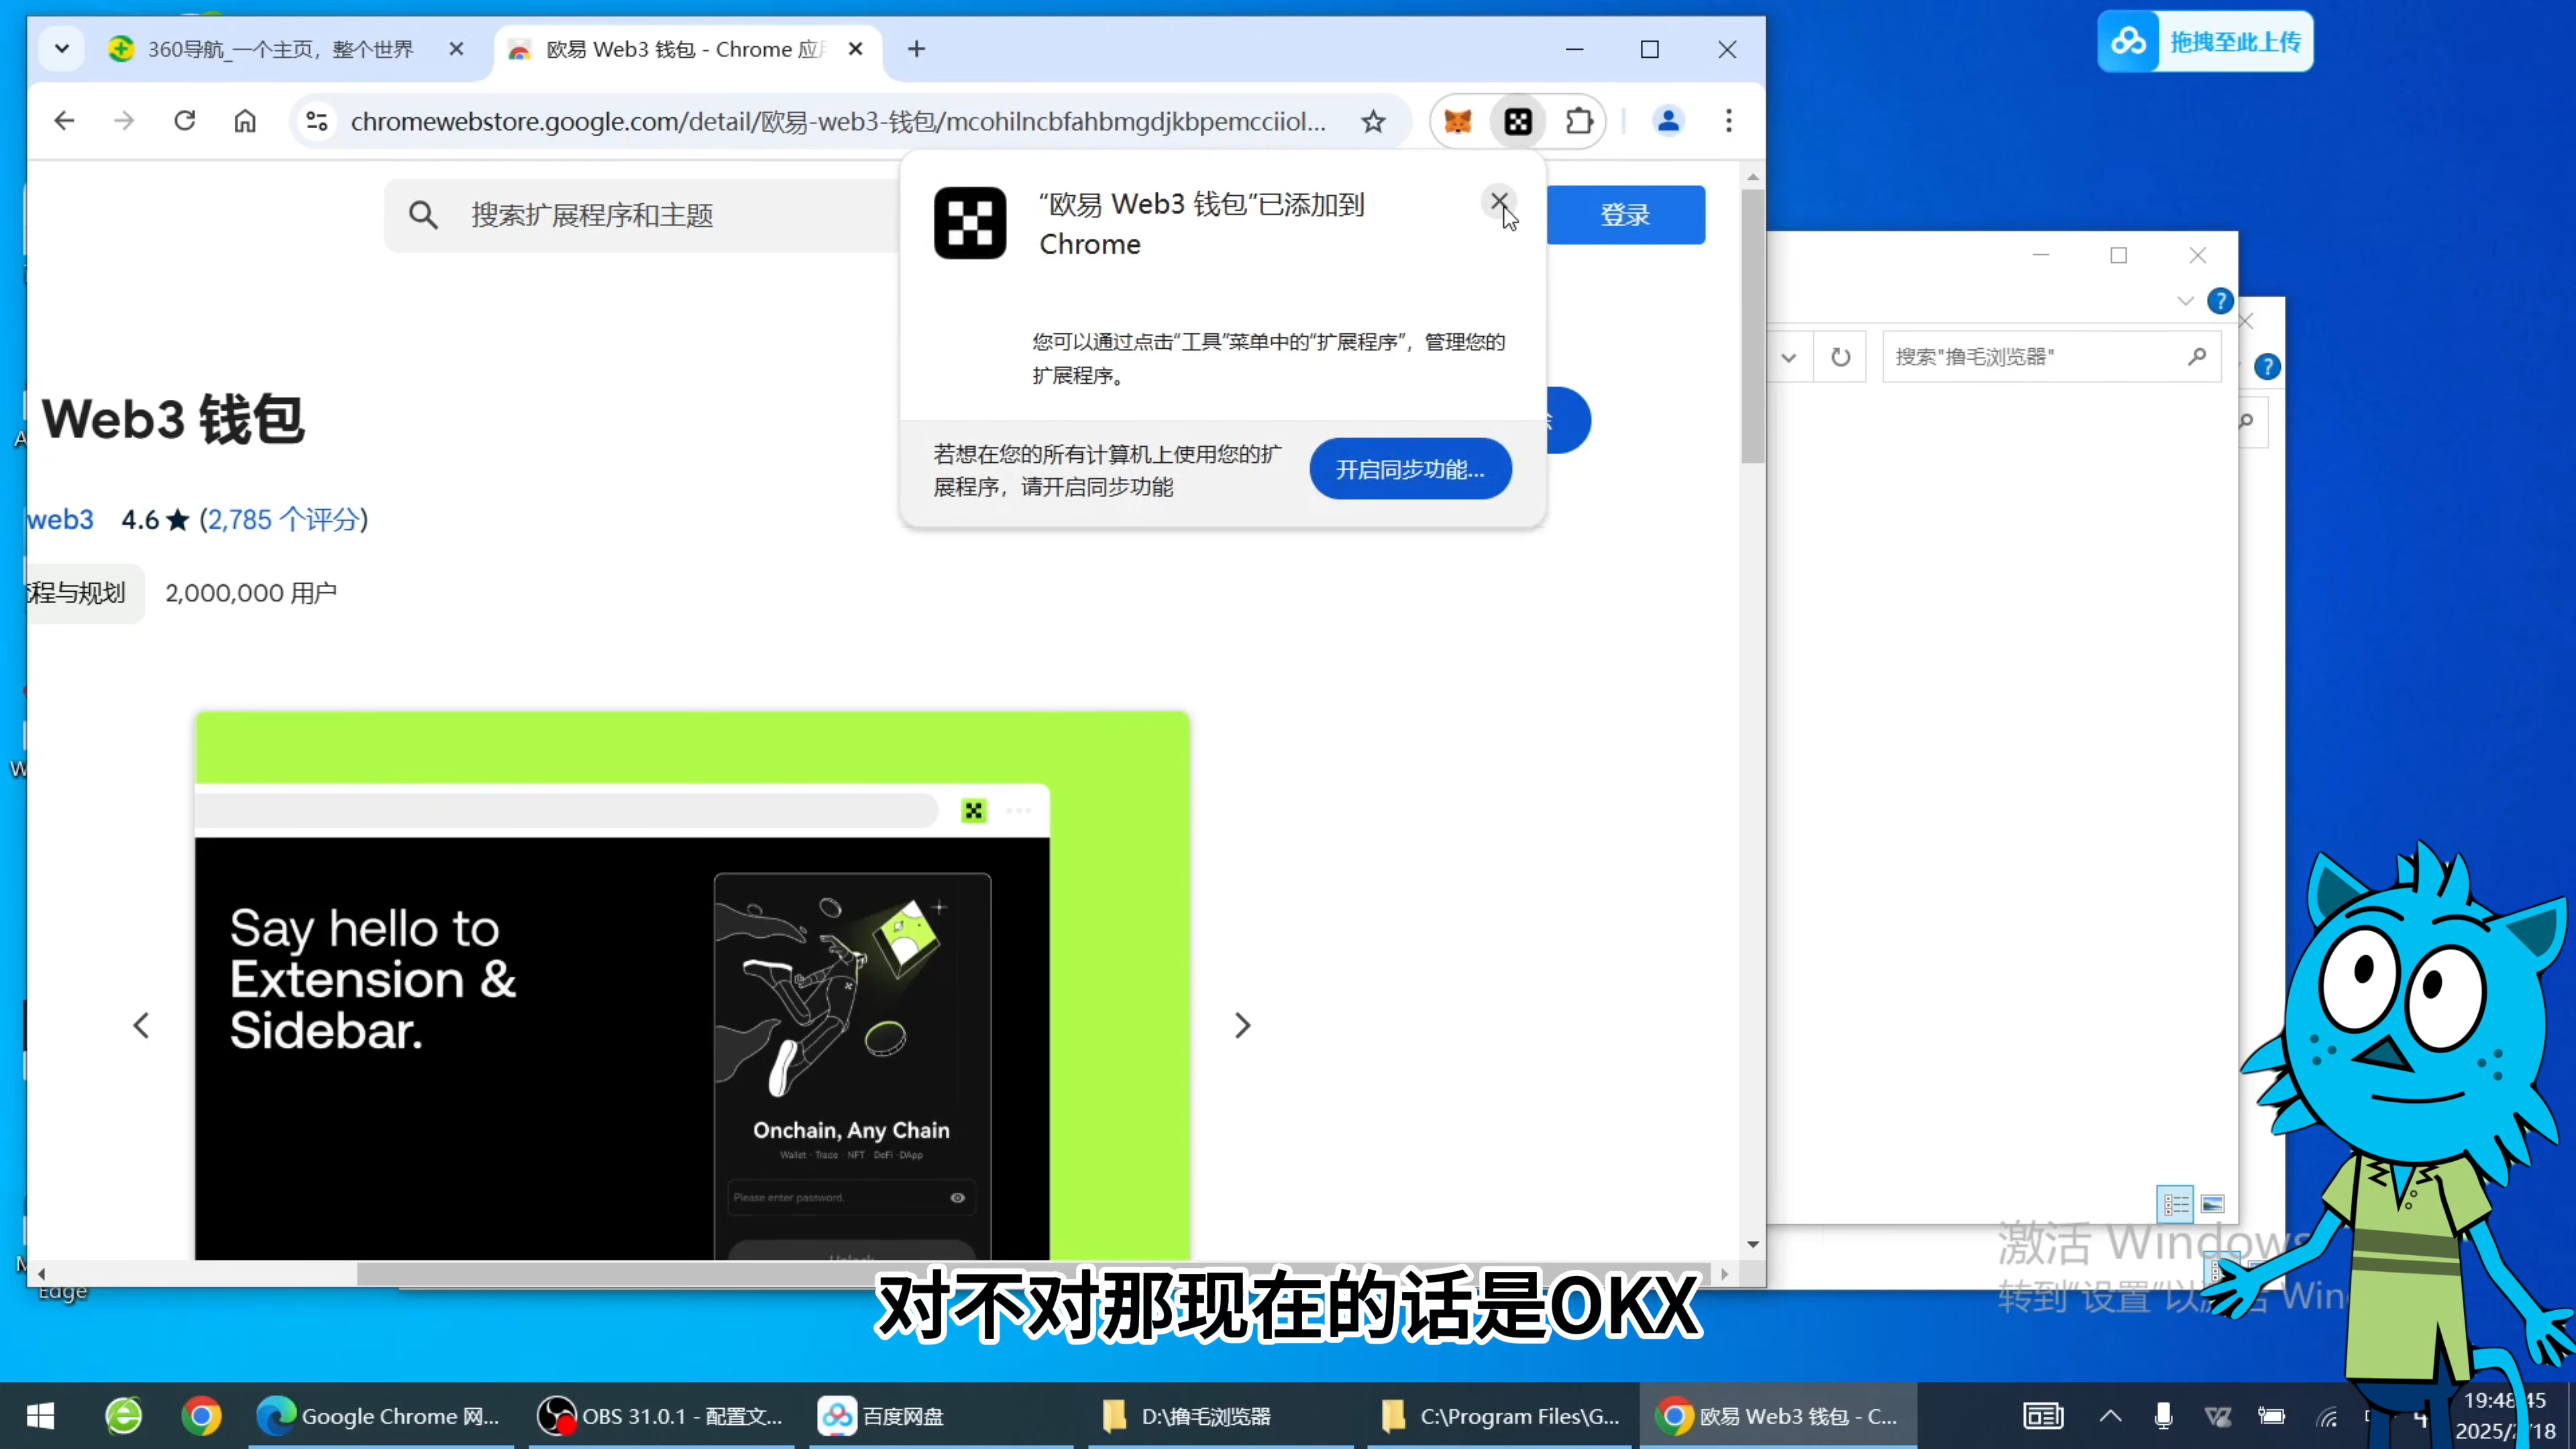 360导航_一个主页，整个世界
欧易 Web3 钱包 - Chrome 应
拖拽至此上传
chromewebstore.google.com/detail/欧易-web3-钱包/mcohilncbfahbmgdjkbpemcciiol...
搜索扩展程序和主题
“欧易 Web3 钱包”已添加到
Chrome
登录
您可以通过点击“工具”菜单中的“扩展程序”，管理您的
扩展程序。
搜索"撸毛浏览器"
Web3 钱包
若想在您的所有计算机上使用您的扩
展程序，请开启同步功能
开启同步功能...
web3 4.6 ★ (2,785 个评分)
程与规划 2,000,000 用户
Say hello to
Extension &
Sidebar.
Onchain, Any Chain
Wallet · Trace · NFT · DeFi · DApp
Please enter password.
Unlock
激活 Windows
转到“设置”以激活 Win
Edge
对不对那现在的话是OKX
Google Chrome 网...
OBS 31.0.1 - 配置文...
百度网盘
D:\撸毛浏览器
C:\Program Files\G...
欧易 Web3 钱包 - C...
19:48:45
2025/2/18